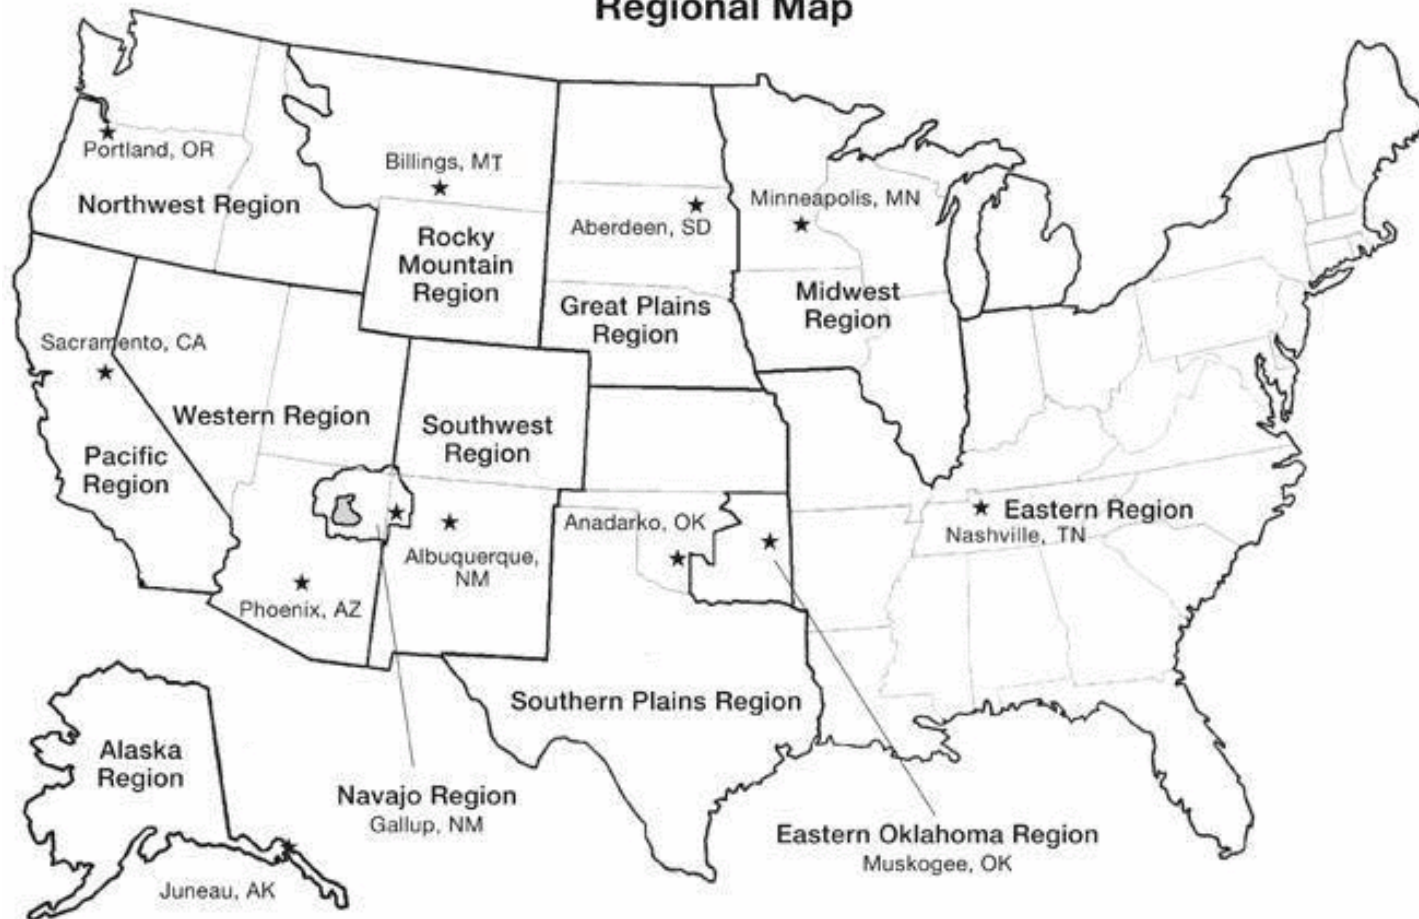 Regional Map
Portland, OR
Northwest Region
Billings, MT
Rocky
Mountain
Region
Aberdeen, SD
Great Plains
Region
Minneapolis, MN
Midwest
Region
Sacramento, CA
Pacific
Region
Western Region
Southwest
Region
Phoenix, AZ
Albuquerque,
NM
Anadarko, OK
Eastern Region
Nashville, TN
Southern Plains Region
Alaska
Region
Juneau, AK
Navajo Region
Gallup, NM
Eastern Oklahoma Region
Muskogee, OK